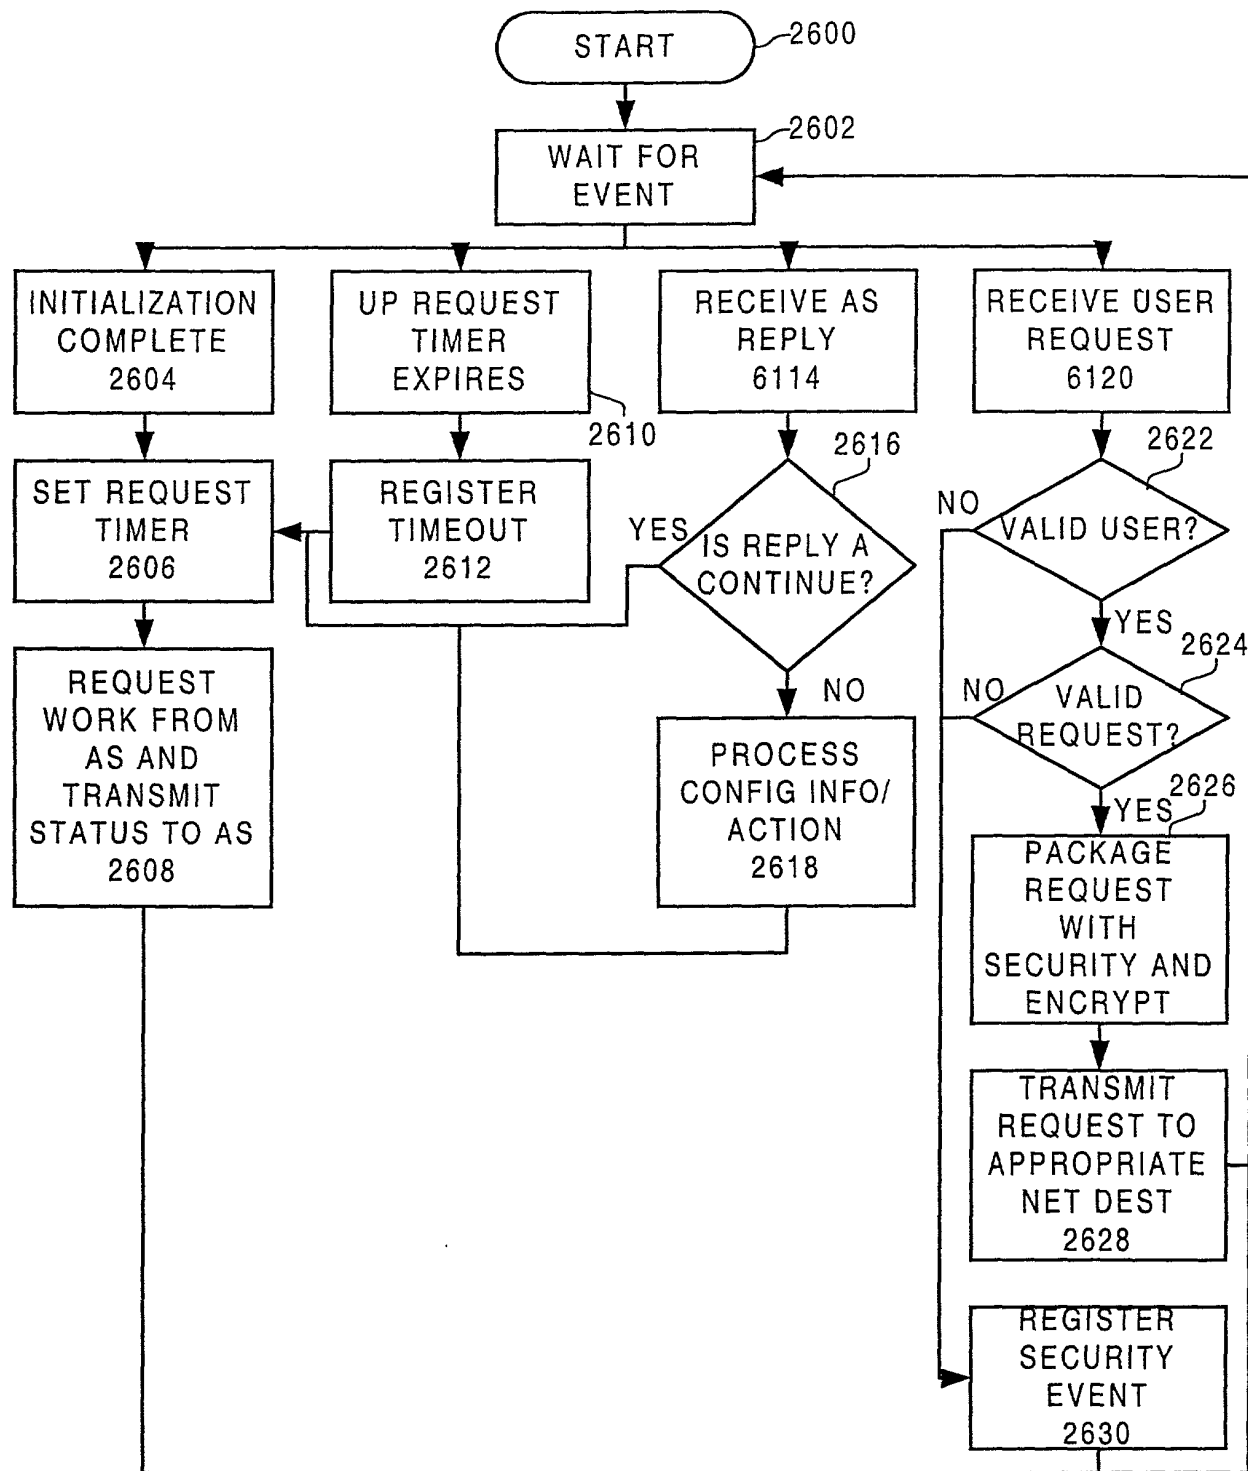 START
2600
WAIT FOR
EVENT
2602
INITIALIZATION
COMPLETE
2604
UP REQUEST
TIMER
EXPIRES
2610
RECEIVE AS
REPLY
6114
RECEIVE USER
REQUEST
6120
SET REQUEST
TIMER
2606
REGISTER
TIMEOUT
2612
YES
IS REPLY A
CONTINUE?
2616
NO
VALID USER?
2622
YES
REQUEST
WORK FROM
AS AND
TRANSMIT
STATUS TO AS
2608
NO
PROCESS
CONFIG INFO/
ACTION
2618
NO
VALID
REQUEST?
2624
YES
2626
PACKAGE
REQUEST
WITH
SECURITY AND
ENCRYPT
TRANSMIT
REQUEST TO
APPROPRIATE
NET DEST
2628
REGISTER
SECURITY
EVENT
2630